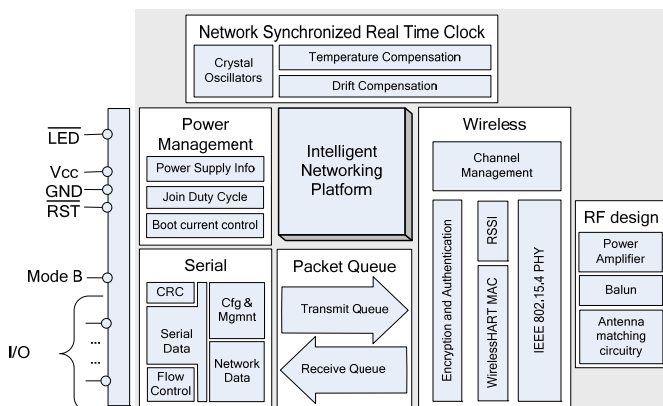 Network Synchronized Real Time Clock
Crystal
Oscillators
Temperature Compensation
Drift Compensation
LED
Vcc
GND
RST
Mode B
I/O
...
...
Power
Management
Power Supply Info
Join Duty Cycle
Boot current control
Intelligent
Networking
Platform
Wireless
Channel
Management
Encryption and Authentication
RSSI
WirelessHART MAC
IEEE 802.15.4 PHY
RF design
Power
Amplifier
Balun
Antenna
matching
circuitry
Serial
CRC
Serial
Data
Flow
Control
Cfg &
Mgmnt
Network
Data
Packet Queue
Transmit Queue
Receive Queue